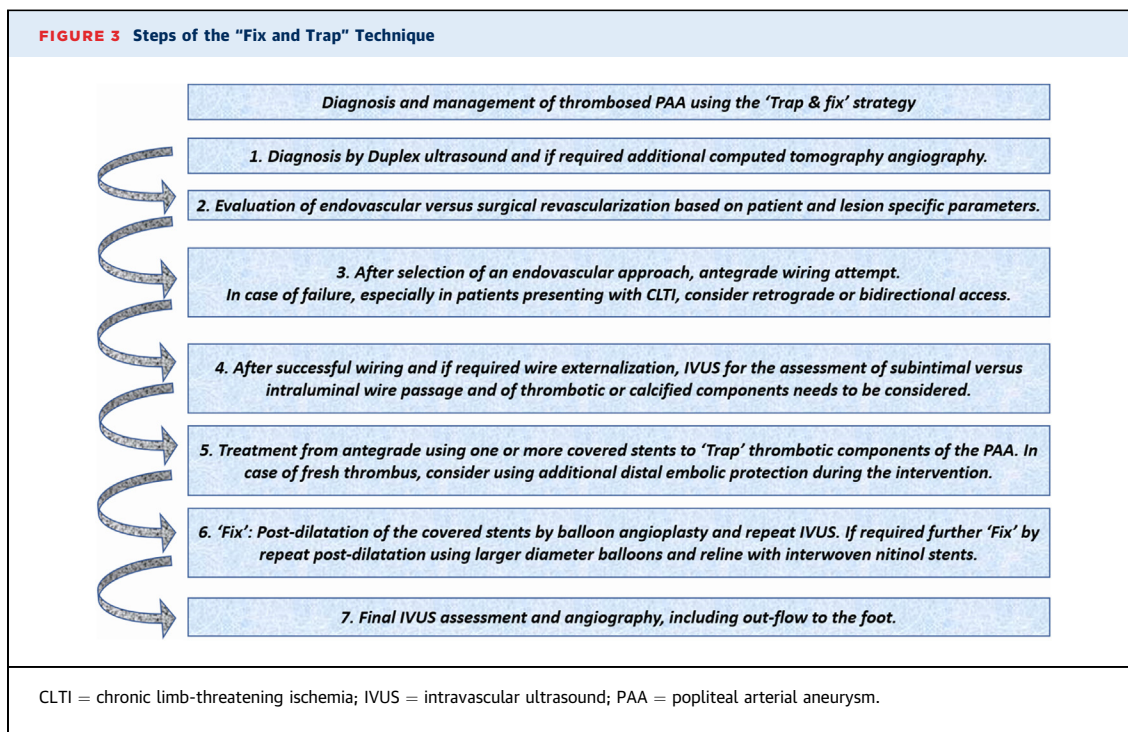 FIGURE 3 Steps of the "Fix and Trap" Technique
Diagnosis and management of thrombosed PAA using the 'Trap & fix' strategy
1. Diagnosis by Duplex ultrasound and if required additional computed tomography angiography.
2. Evaluation of endovascular versus surgical revascularization based on patient and lesion specific parameters.
3. After selection of an endovascular approach, antegrade wiring attempt.
In case of failure, especially in patients presenting with CLTI, consider retrograde or bidirectional access.
4. After successful wiring and if required wire externalization, IVUS for the assessment of subintimal versus
intraluminal wire passage and of thrombotic or calcified components needs to be considered.
5. Treatment from antegrade using one or more covered stents to 'Trap' thrombotic components of the PAA. In
case of fresh thrombus, consider using additional distal embolic protection during the intervention.
6. 'Fix': Post-dilatation of the covered stents by balloon angioplasty and repeat IVUS. If required further 'Fix' by
repeat post-dilatation using larger diameter balloons and reline with interwoven nitinol stents.
7. Final IVUS assessment and angiography, including out-flow to the foot.
CLTI = chronic limb-threatening ischemia; IVUS = intravascular ultrasound; PAA = popliteal arterial aneurysm.